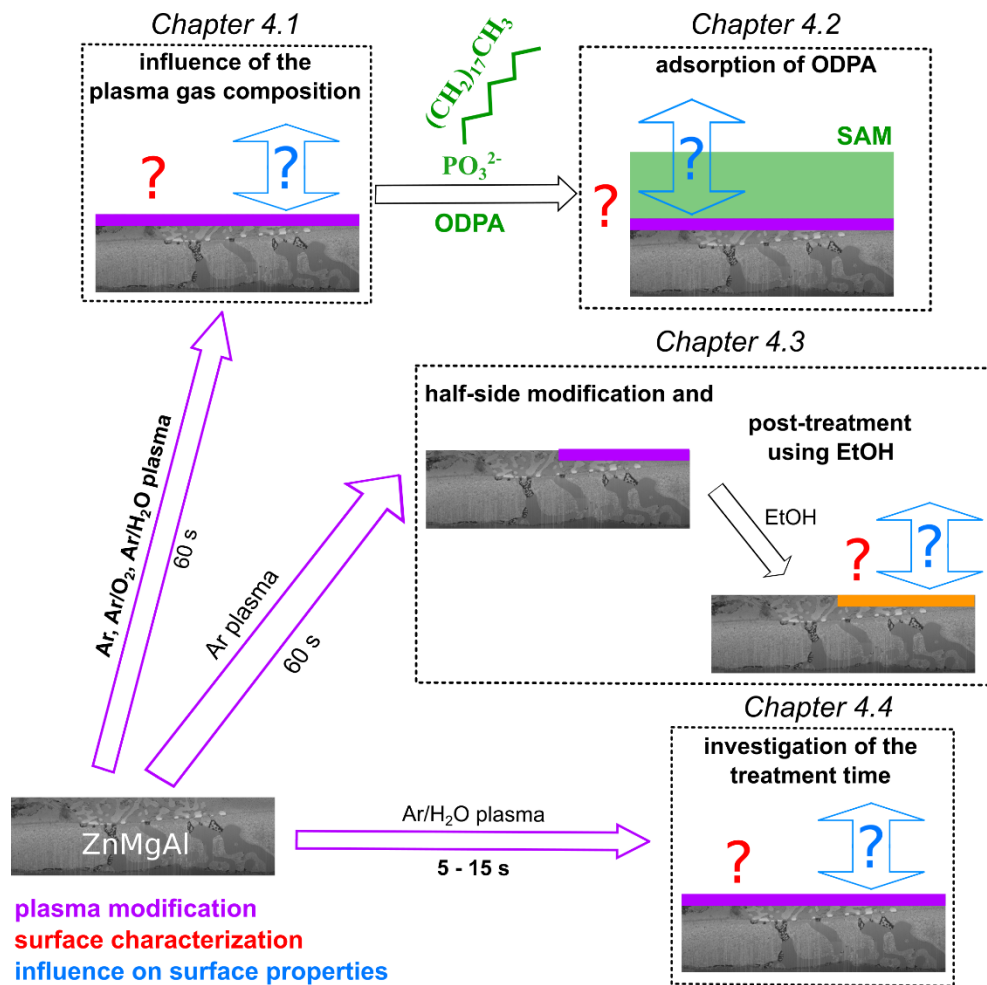 Chapter 4.1
influence of the
plasma gas composition
?
?
(CH₂)₁₇CH₃
PO₃²⁻
ODPA
Chapter 4.2
adsorption of ODPA
SAM
?
?
Chapter 4.3
half-side modification and
post-treatment
using EtOH
EtOH
?
?
Ar, Ar/O₂, Ar/H₂O plasma
60 s
Ar plasma
60 s
Chapter 4.4
investigation of the
treatment time
?
?
Ar/H₂O plasma
5 - 15 s
ZnMgAl
plasma modification
surface characterization
influence on surface properties